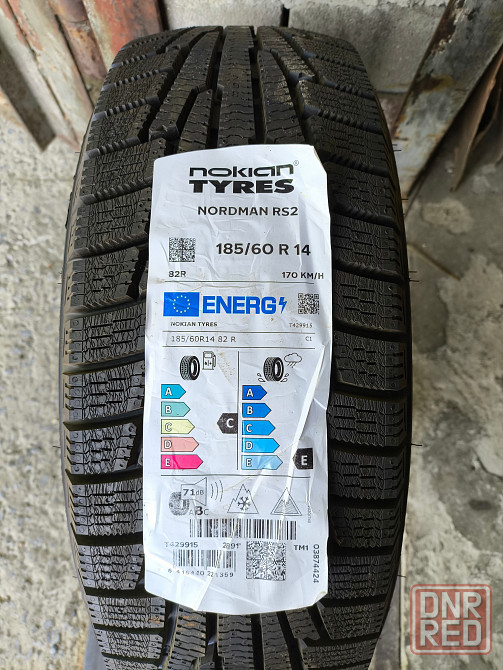 nokian
TYRES
NORDMAN RS2
185/60 R 14
82R 170 KM/H
ENERG
NOKIAN TYRES T429915
185/60R14 82 R C1
A A
B B
C C C
D D
E E E
71dB
T429915 TM1
03874424
DNR
RED